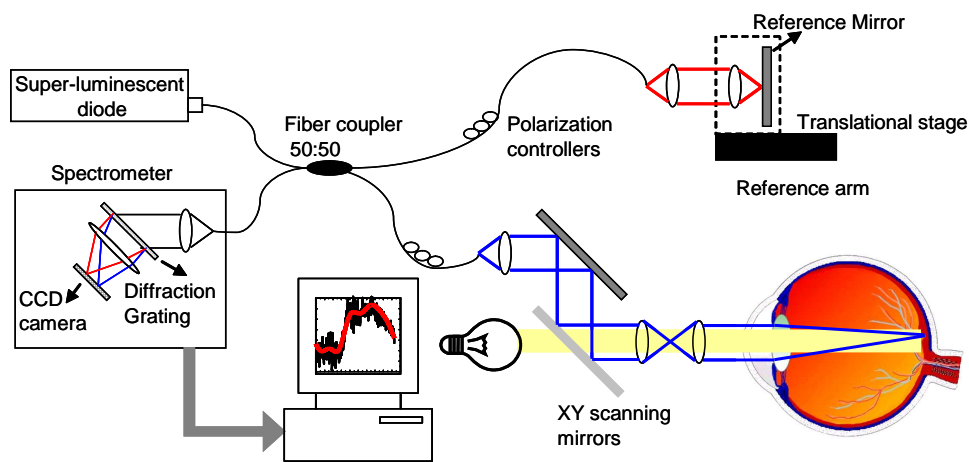 Reference Mirror
Super-luminescent
diode
Fiber coupler
50:50
Polarization
controllers
Translational stage
Reference arm
Spectrometer
CCD
camera
Diffraction
Grating
XY scanning
mirrors